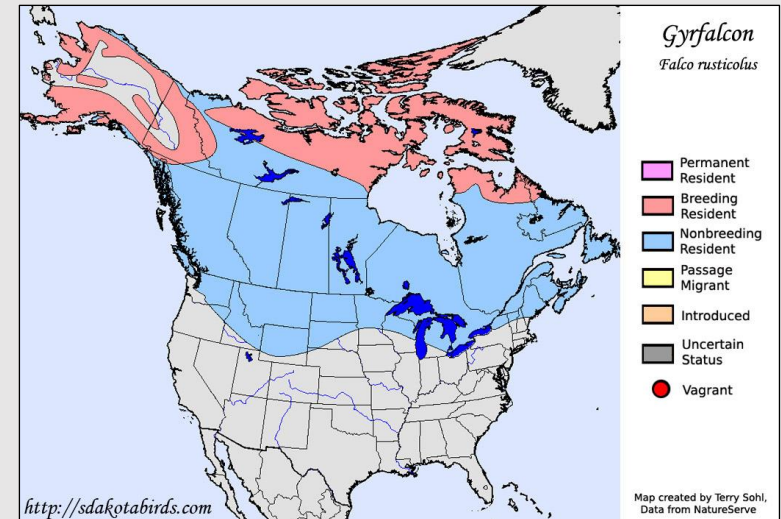 Gyrfalcon
Falco rusticolus
Permanent
Resident
Breeding
Resident
Nonbreeding
Resident
Passage
Migrant
Introduced
Uncertain
Status
Vagrant
http://sdakotabirds.com
Map created by Terry Sohl,
Data from NatureServe